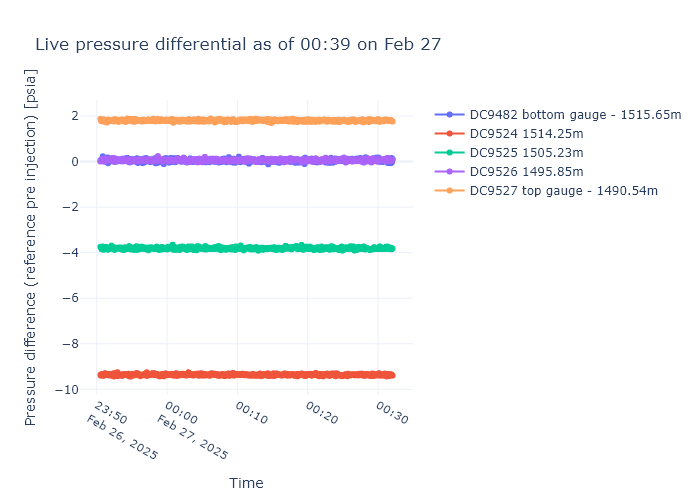 Live pressure differential as of 00:39 on Feb 27
Pressure difference (reference pre injection) [psia]
2
0
−2
−4
−6
−8
−10
23:50
Feb 26, 2025
00:00
Feb 27, 2025
00:10
00:20
00:30
Time
DC9482 bottom gauge - 1515.65m
DC9524 1514.25m
DC9525 1505.23m
DC9526 1495.85m
DC9527 top gauge - 1490.54m